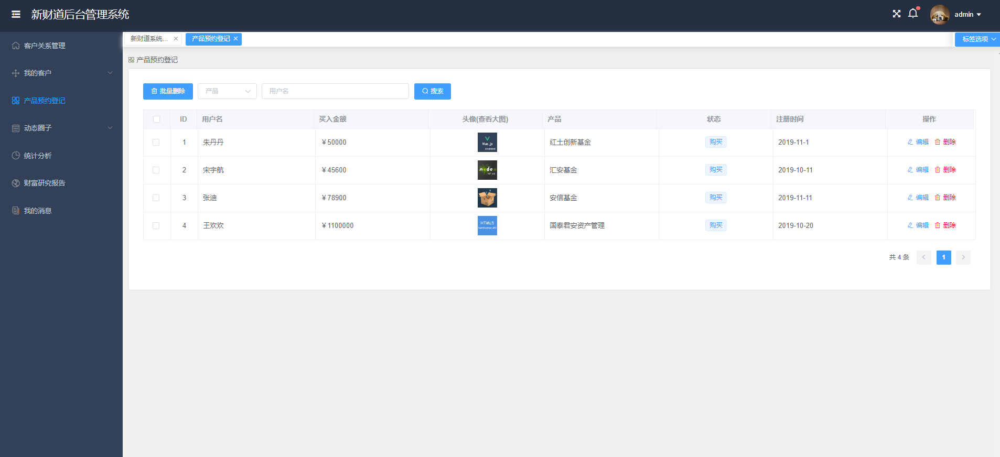 新财道后台管理系统
admin
客户关系管理
我的客户
产品预约登记
动态圈子
统计分析
财富研究报告
我的消息
新财道系统...
产品预约登记
标签选项
产品预约登记
批量删除 产品 用户名 搜索
ID 用户名 买入金额 头像(查看大图) 产品 状态 注册时间 操作
1 朱丹丹 ￥50000 Vue.js 红土创新基金 购买 2019-11-1 编辑 删除
2 宋宇航 ￥45600 node 汇安基金 购买 2019-10-11 编辑 删除
3 张迪 ￥78900 安信基金 购买 2019-11-11 编辑 删除
4 王欢欢 ￥1100000 HTML5 国泰君安资产管理 购买 2019-10-20 编辑 删除
共 4 条 1